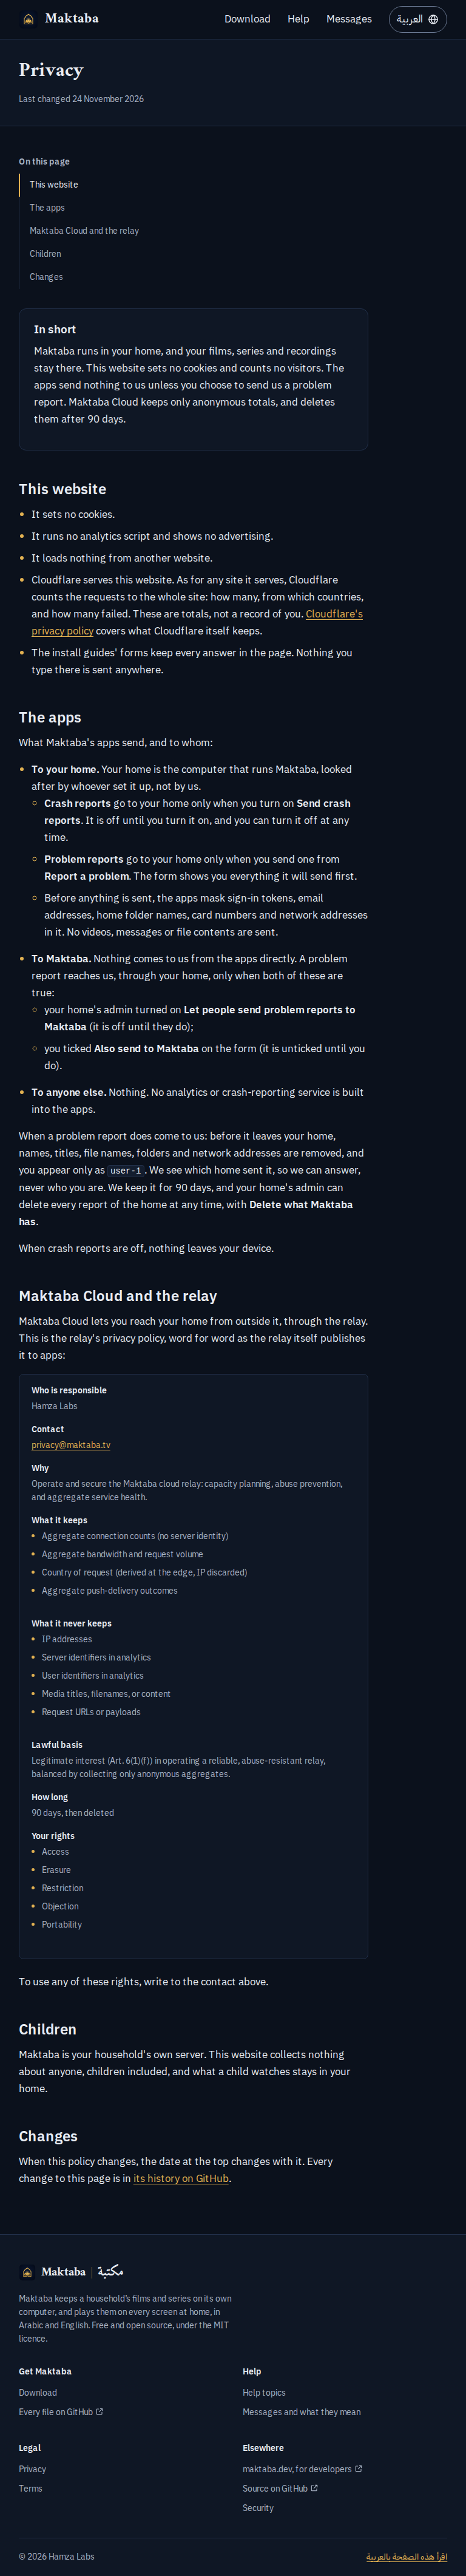 Maktaba
Download Help Messages العربية
Privacy
Last changed 24 November 2026
On this page
This website
The apps
Maktaba Cloud and the relay
Children
Changes
In short
Maktaba runs in your home, and your films, series and recordings
stay there. This website sets no cookies and counts no visitors. The
apps send nothing to us unless you choose to send us a problem
report. Maktaba Cloud keeps only anonymous totals, and deletes
them after 90 days.
This website
It sets no cookies.
It runs no analytics script and shows no advertising.
It loads nothing from another website.
Cloudflare serves this website. As for any site it serves, Cloudflare
counts the requests to the whole site: how many, from which countries,
and how many failed. These are totals, not a record of you. Cloudflare's
privacy policy covers what Cloudflare itself keeps.
The install guides' forms keep every answer in the page. Nothing you
type there is sent anywhere.
The apps
What Maktaba's apps send, and to whom:
To your home. Your home is the computer that runs Maktaba, looked
after by whoever set it up, not by us.
Crash reports go to your home only when you turn on Send crash
reports. It is off until you turn it on, and you can turn it off at any
time.
Problem reports go to your home only when you send one from
Report a problem. The form shows you everything it will send first.
Before anything is sent, the apps mask sign-in tokens, email
addresses, home folder names, card numbers and network addresses
in it. No videos, messages or file contents are sent.
To Maktaba. Nothing comes to us from the apps directly. A problem
report reaches us, through your home, only when both of these are
true:
your home's admin turned on Let people send problem reports to
Maktaba (it is off until they do);
you ticked Also send to Maktaba on the form (it is unticked until you
do).
To anyone else. Nothing. No analytics or crash-reporting service is built
into the apps.
When a problem report does come to us: before it leaves your home,
names, titles, file names, folders and network addresses are removed, and
you appear only as user-1. We see which home sent it, so we can answer,
never who you are. We keep it for 90 days, and your home's admin can
delete every report of the home at any time, with Delete what Maktaba
has.
When crash reports are off, nothing leaves your device.
Maktaba Cloud and the relay
Maktaba Cloud lets you reach your home from outside it, through the relay.
This is the relay's privacy policy, word for word as the relay itself publishes
it to apps:
Who is responsible
Hamza Labs
Contact
privacy@maktaba.tv
Why
Operate and secure the Maktaba cloud relay: capacity planning, abuse prevention,
and aggregate service health.
What it keeps
Aggregate connection counts (no server identity)
Aggregate bandwidth and request volume
Country of request (derived at the edge, IP discarded)
Aggregate push-delivery outcomes
What it never keeps
IP addresses
Server identifiers in analytics
User identifiers in analytics
Media titles, filenames, or content
Request URLs or payloads
Lawful basis
Legitimate interest (Art. 6(1)(f)) in operating a reliable, abuse-resistant relay,
balanced by collecting only anonymous aggregates.
How long
90 days, then deleted
Your rights
Access
Erasure
Restriction
Objection
Portability
To use any of these rights, write to the contact above.
Children
Maktaba is your household's own server. This website collects nothing
about anyone, children included, and what a child watches stays in your
home.
Changes
When this policy changes, the date at the top changes with it. Every
change to this page is in its history on GitHub.
Maktaba | مكتبة
Maktaba keeps a household's films and series on its own
computer, and plays them on every screen at home, in
Arabic and English. Free and open source, under the MIT
licence.
Get Maktaba
Download
Every file on GitHub
Help
Help topics
Messages and what they mean
Legal
Privacy
Terms
Elsewhere
maktaba.dev, for developers
Source on GitHub
Security
© 2026 Hamza Labs
اقرأ هذه الصفحة بالعربية